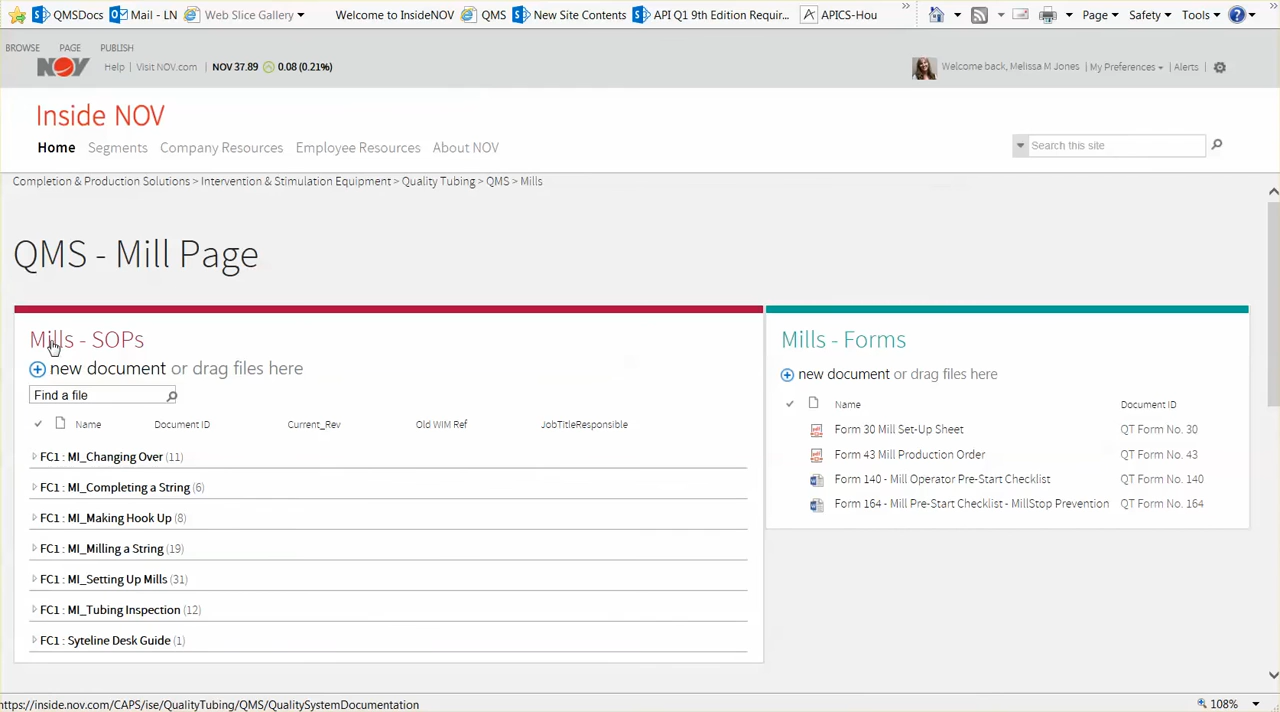 QMSDocs Mail - LN Web Slice Gallery Welcome to InsideNOV QMS New Site Contents API Q1 9th Edition Requir... APICS-Hou » Page Safety Tools »
BROWSE PAGE PUBLISH
NOV Help | Visit NOV.com | NOV 37.89 0.08 (0.21%) Welcome back, Melissa M Jones | My Preferences | Alerts |
Inside NOV
Home Segments Company Resources Employee Resources About NOV Search this site
Completion & Production Solutions > Intervention & Stimulation Equipment > Quality Tubing > QMS > Mills
QMS - Mill Page
Mills - SOPs
new document or drag files here
Find a file
Name Document ID Current_Rev Old WIM Ref JobTitleResponsible
FC1 : MI_Changing Over (11)
FC1 : MI_Completing a String (6)
FC1 : MI_Making Hook Up (8)
FC1 : MI_Milling a String (19)
FC1 : MI_Setting Up Mills (31)
FC1 : MI_Tubing Inspection (12)
FC1 : Syteline Desk Guide (1)
Mills - Forms
new document or drag files here
Name Document ID
Form 30 Mill Set-Up Sheet QT Form No. 30
Form 43 Mill Production Order QT Form No. 43
Form 140 - Mill Operator Pre-Start Checklist QT Form No. 140
Form 164 - Mill Pre-Start Checklist - MillStop Prevention QT Form No. 164
https://inside.nov.com/CAPS/ise/QualityTubing/QMS/QualitySystemDocumentation 108%